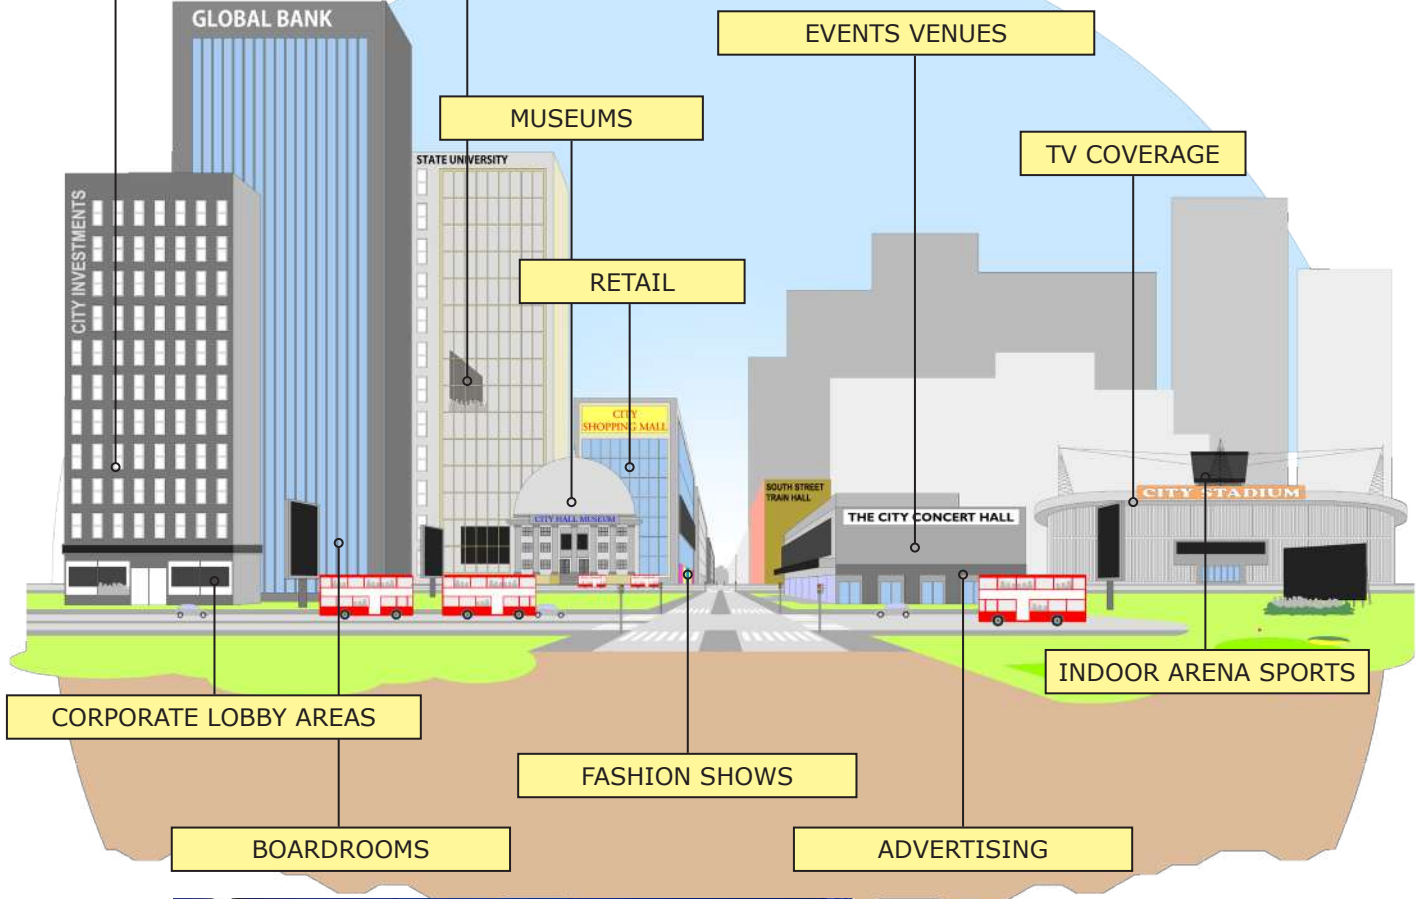 GLOBAL BANK
EVENTS VENUES
MUSEUMS
TV COVERAGE
STATE UNIVERSITY
CITY INVESTMENTS
RETAIL
CITY
SHOPPING MALL
SOUTH STREET
TRAIN HALL
CITY STADIUM
THE CITY CONCERT HALL
CITY HALL MUSEUM
INDOOR ARENA SPORTS
CORPORATE LOBBY AREAS
FASHION SHOWS
BOARDROOMS
ADVERTISING